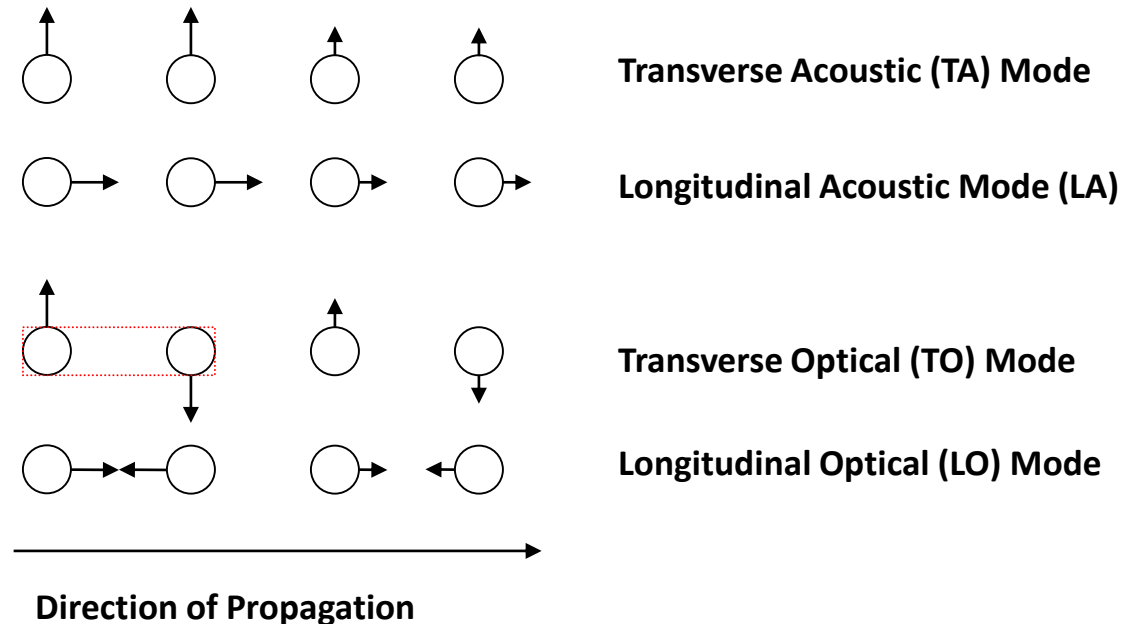 Transverse Acoustic (TA) Mode
Longitudinal Acoustic Mode (LA)
Transverse Optical (TO) Mode
Longitudinal Optical (LO) Mode
Direction of Propagation